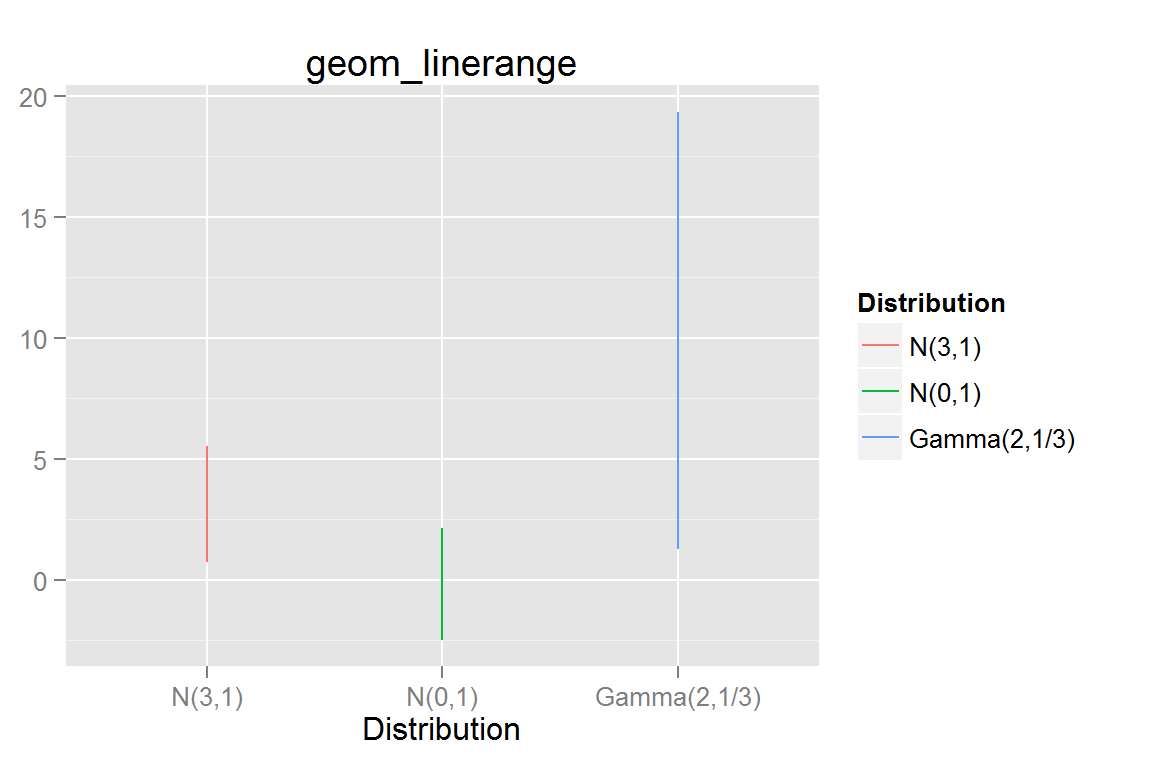 geom_linerange
20
15
10
5
0
N(3,1)
N(0,1)
Gamma(2,1/3)
Distribution
Distribution
N(3,1)
N(0,1)
Gamma(2,1/3)